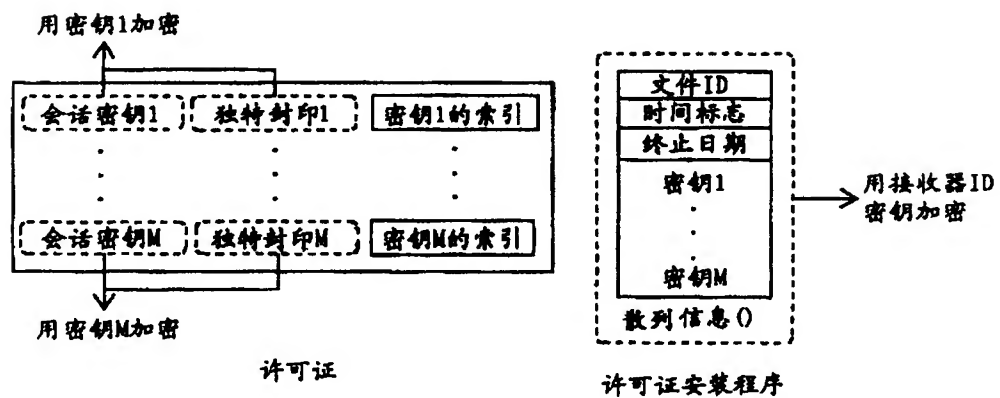 用密钥1加密
会话密钥1 独特封印1 密钥1的索引
会话密钥M 独特封印M 密钥M的索引
用密钥M加密
许可证
文件ID
时间标志
终止日期
密钥1
密钥M
散列信息()
用接收器ID
密钥加密
许可证安装程序